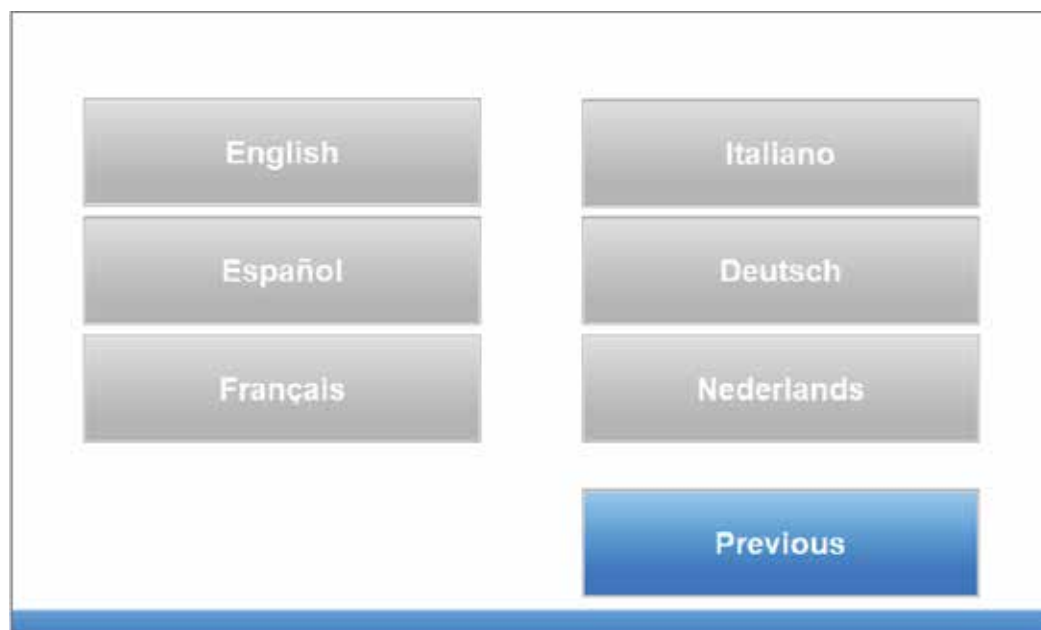 English
Italiano
Español
Deutsch
Français
Nederlands
Previous